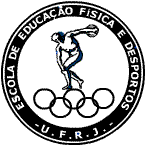 ESCOLA DE EDUCAÇÃO FÍSICA E DESPORTOS
-U.F.R.J.-